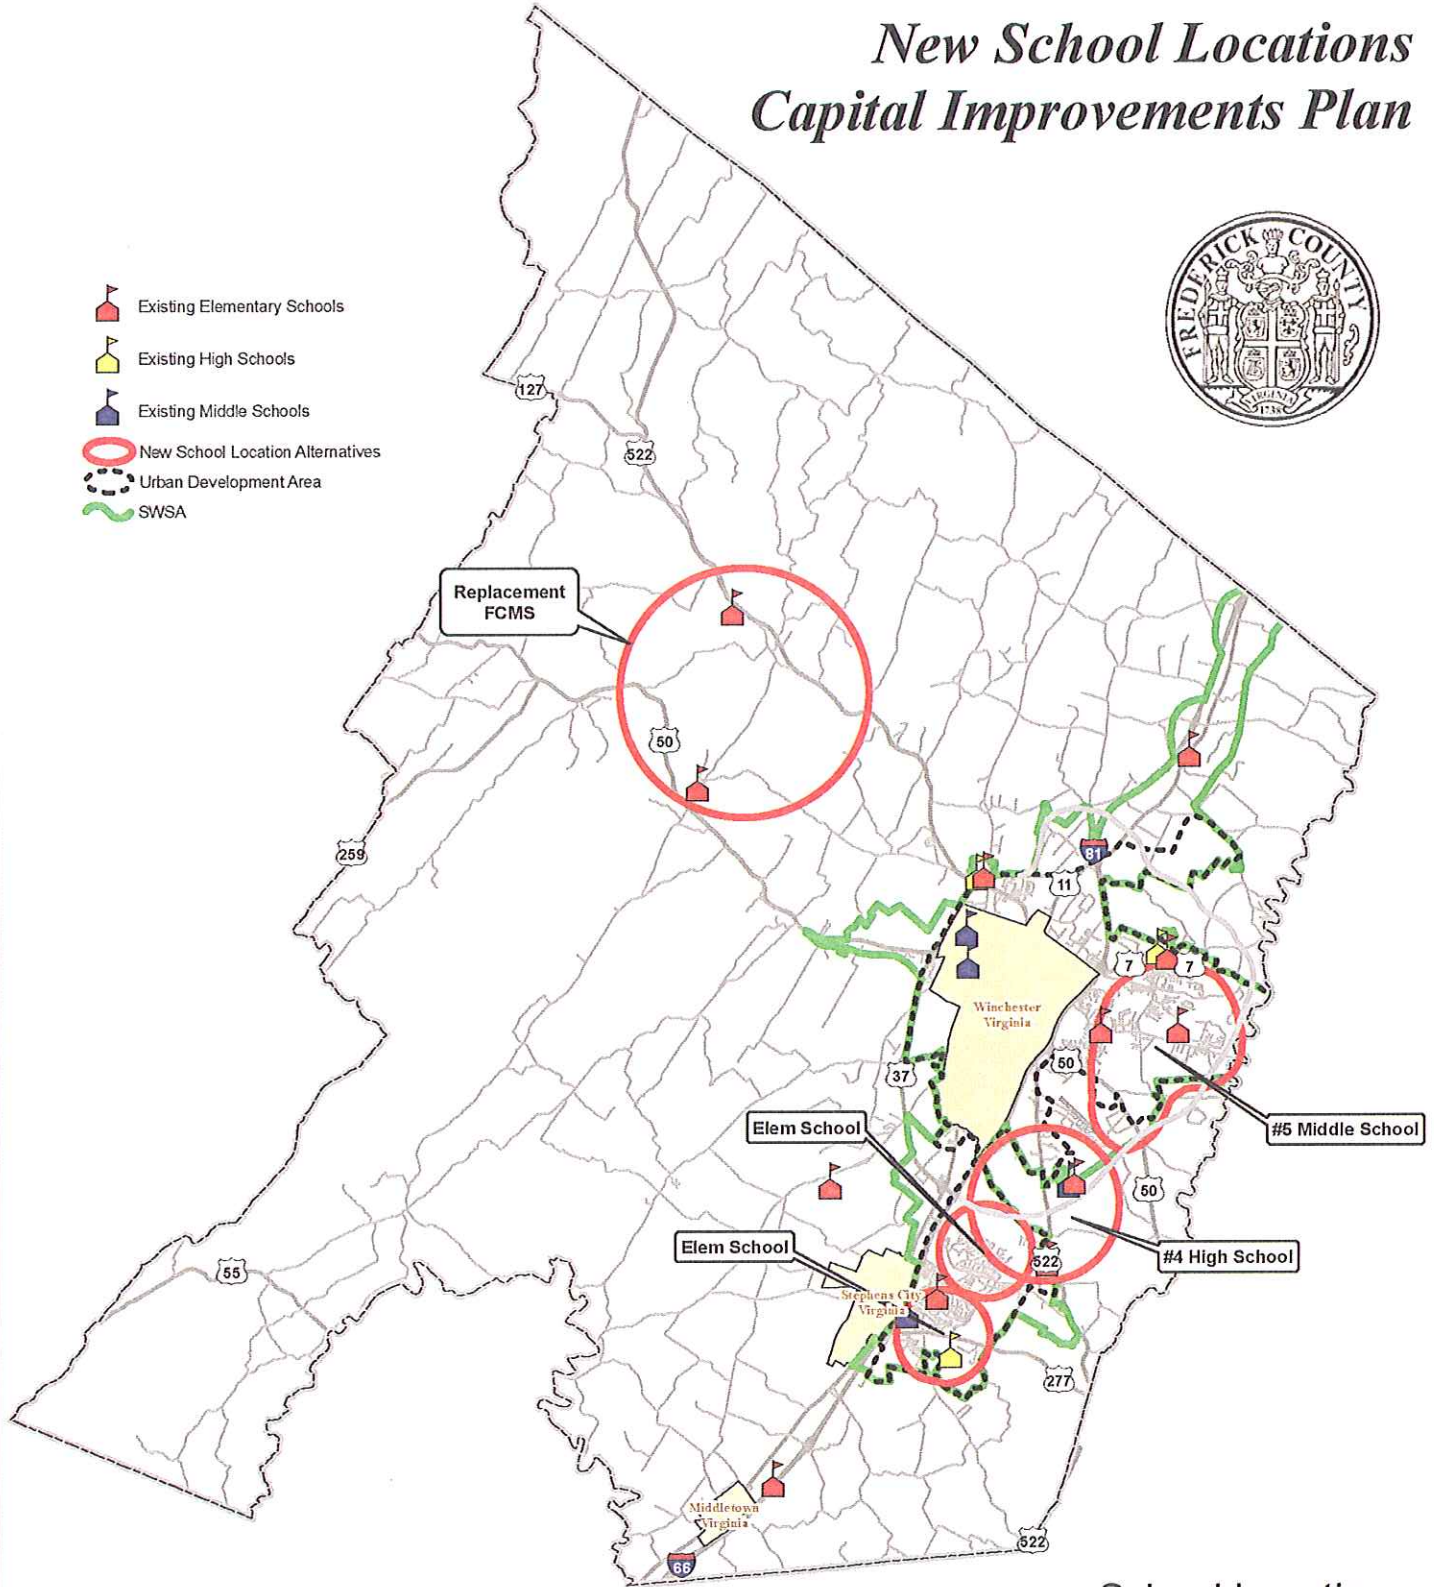 New School Locations
Capital Improvements Plan
FREDERICK COUNTY
VIRGINIA
1738
Existing Elementary Schools
Existing High Schools
Existing Middle Schools
New School Location Alternatives
Urban Development Area
SWSA
127
522
Replacement
FCMS
50
259
81
11
7
7
Winchester
Virginia
50
37
Elem School
#5 Middle School
50
Elem School
522
#4 High School
55
Stephens City
Virginia
277
Middletown
Virginia
522
66